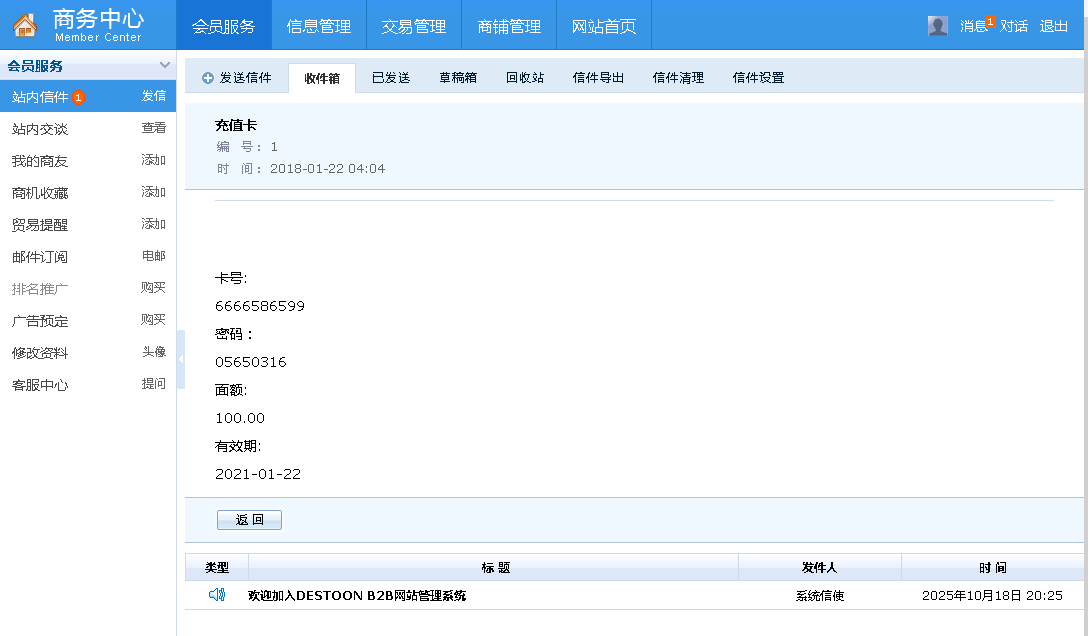 商务中心
Member Center
会员服务 信息管理 交易管理 商铺管理 网站首页
消息1 对话 退出
会员服务
站内信件 1 发信
站内交谈 查看
我的商友 添加
商机收藏 添加
贸易提醒 添加
邮件订阅 电邮
排名推广 购买
广告预定 购买
修改资料 头像
客服中心 提问
发送信件 收件箱 已发送 草稿箱 回收站 信件导出 信件清理 信件设置
充值卡
编 号: 1
时 间: 2018-01-22 04:04
卡号:
6666586599
密码：
05650316
面额:
100.00
有效期:
2021-01-22
返 回
类型 标 题 发件人 时 间
欢迎加入DESTOON B2B网站管理系统 系统信使 2025年10月18日 20:25